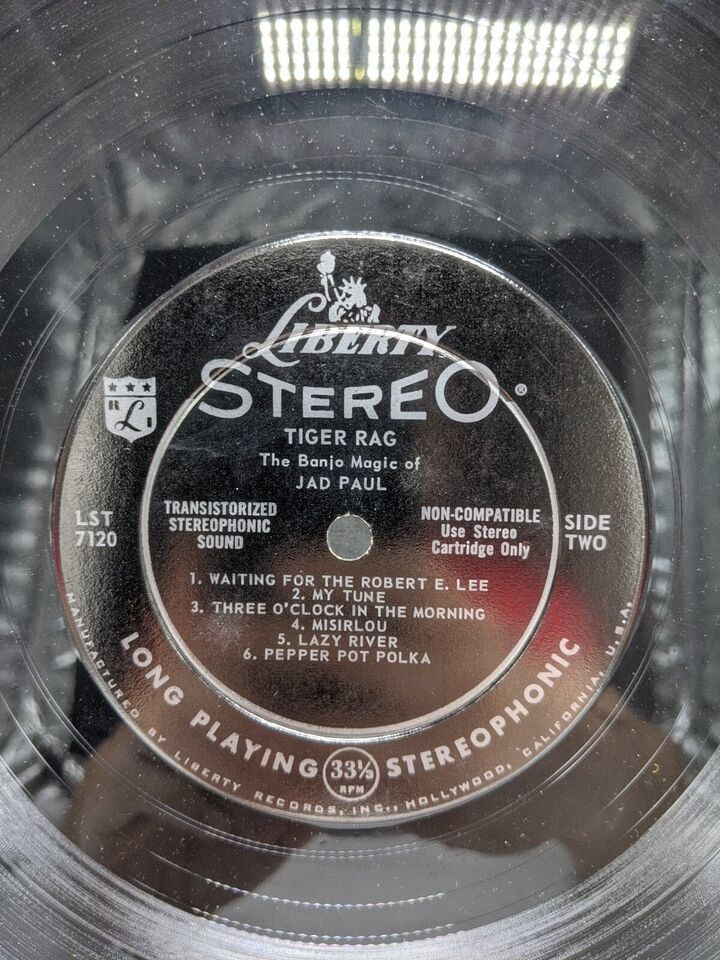 LIBERTY
STEREO®
L
TIGER RAG
The Banjo Magic of
JAD PAUL
LST
7120
TRANSISTORIZED
STEREOPHONIC
SOUND
NON-COMPATIBLE
Use Stereo
Cartridge Only
SIDE
TWO
1. WAITING FOR THE ROBERT E. LEE
2. MY TUNE
3. THREE O'CLOCK IN THE MORNING
4. MISIRLOU
5. LAZY RIVER
6. PEPPER POT POLKA
LONG PLAYING 33⅓ RPM STEREOPHONIC
MANUFACTURED BY LIBERTY RECORDS, INC., HOLLYWOOD, CALIFORNIA, U.S.A.